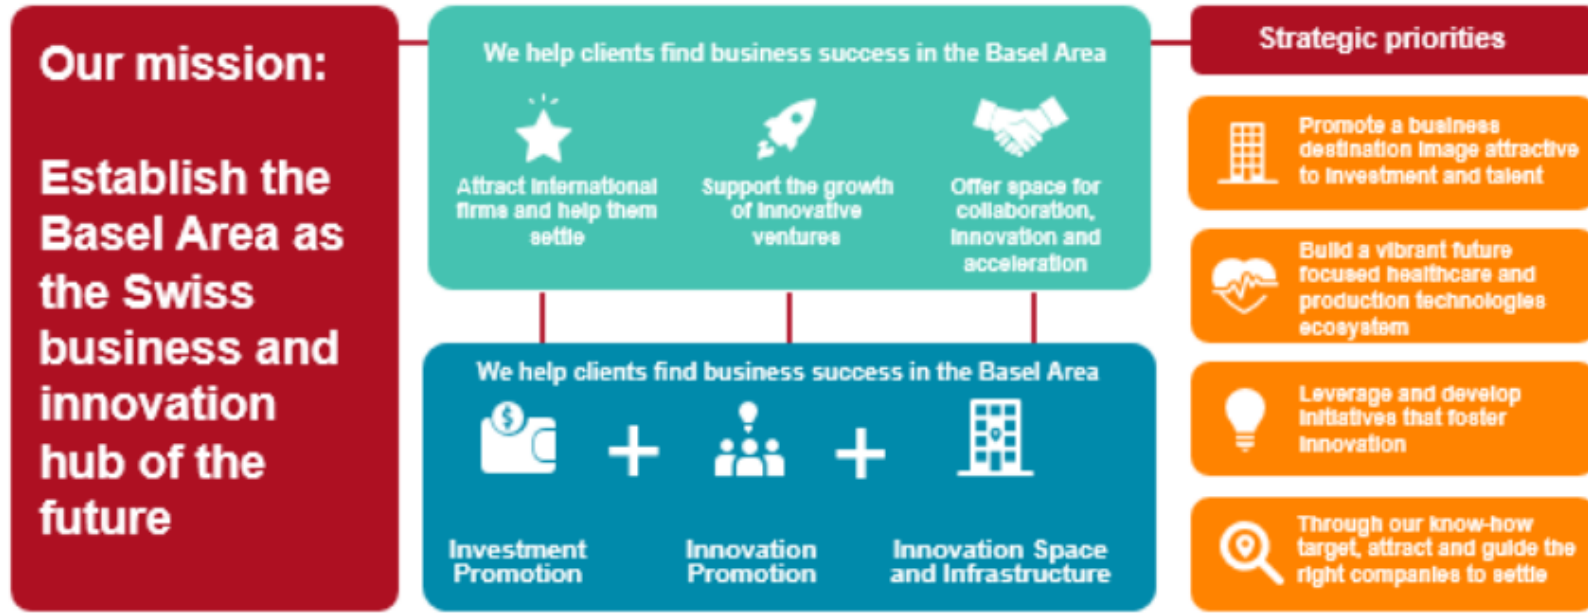 Our mission:
Establish the
Basel Area as
the Swiss
business and
innovation
hub of the
future
We help clients find business success in the Basel Area
Attract international
firms and help them
settle
Support the growth
of innovative
ventures
Offer space for
collaboration,
innovation and
acceleration
We help clients find business success in the Basel Area
$
Investment
Promotion
Innovation
Promotion
Innovation Space
and Infrastructure
Strategic priorities
Promote a business
destination image attractive
to investment and talent
Build a vibrant future
focused healthcare and
production technologies
ecosystem
Leverage and develop
initiatives that foster
innovation
Through our know-how
target, attract and guide the
right companies to settle